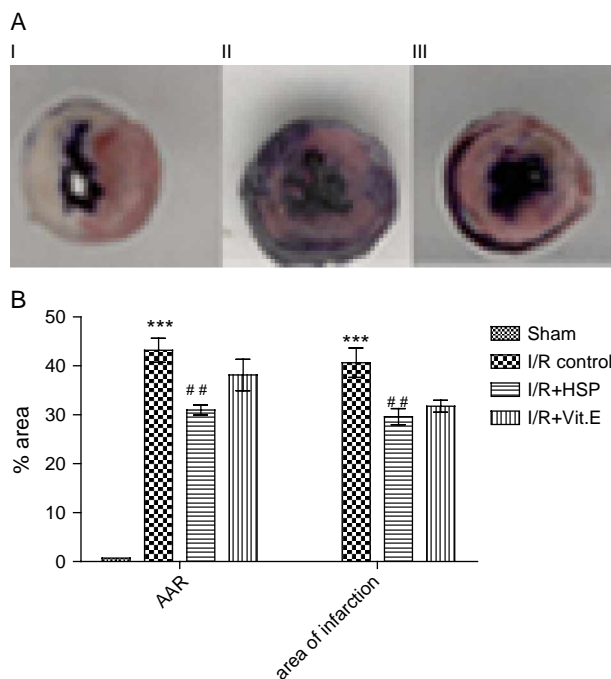 A
I II III
B
50
40
30
20
10
0
% area
***
# #
***
# #
AAR
area of infarction
Sham
I/R control
I/R+HSP
I/R+Vit.E